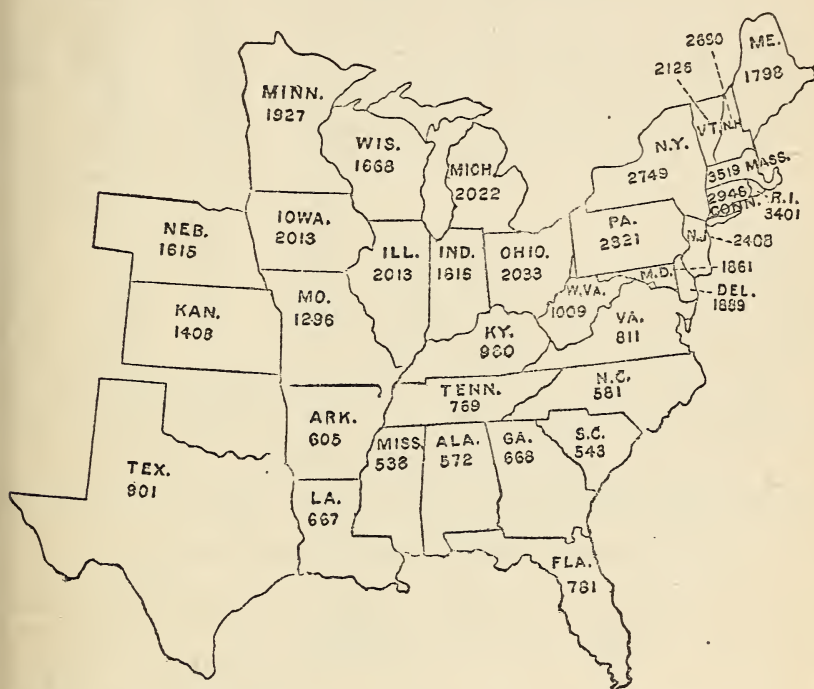 2690
ME.
1798
2126
VT.
N.H.
MINN.
1927
WIS.
1668
MICH.
2022
N.Y.
2749
3519 MASS.
2946
CONN.
R.I.
3401
NEB.
1615
IOWA.
2013
ILL.
2013
IND.
1616
OHIO.
2033
PA.
2321
N.J.
2408
M.D.
1861
DEL.
1889
KAN.
1408
MO.
1296
W.VA.
1009
VA.
811
KY.
980
TENN.
769
N.C.
581
ARK.
605
MISS.
538
ALA.
572
GA.
668
S.C.
543
TEX.
901
LA.
667
FLA.
781